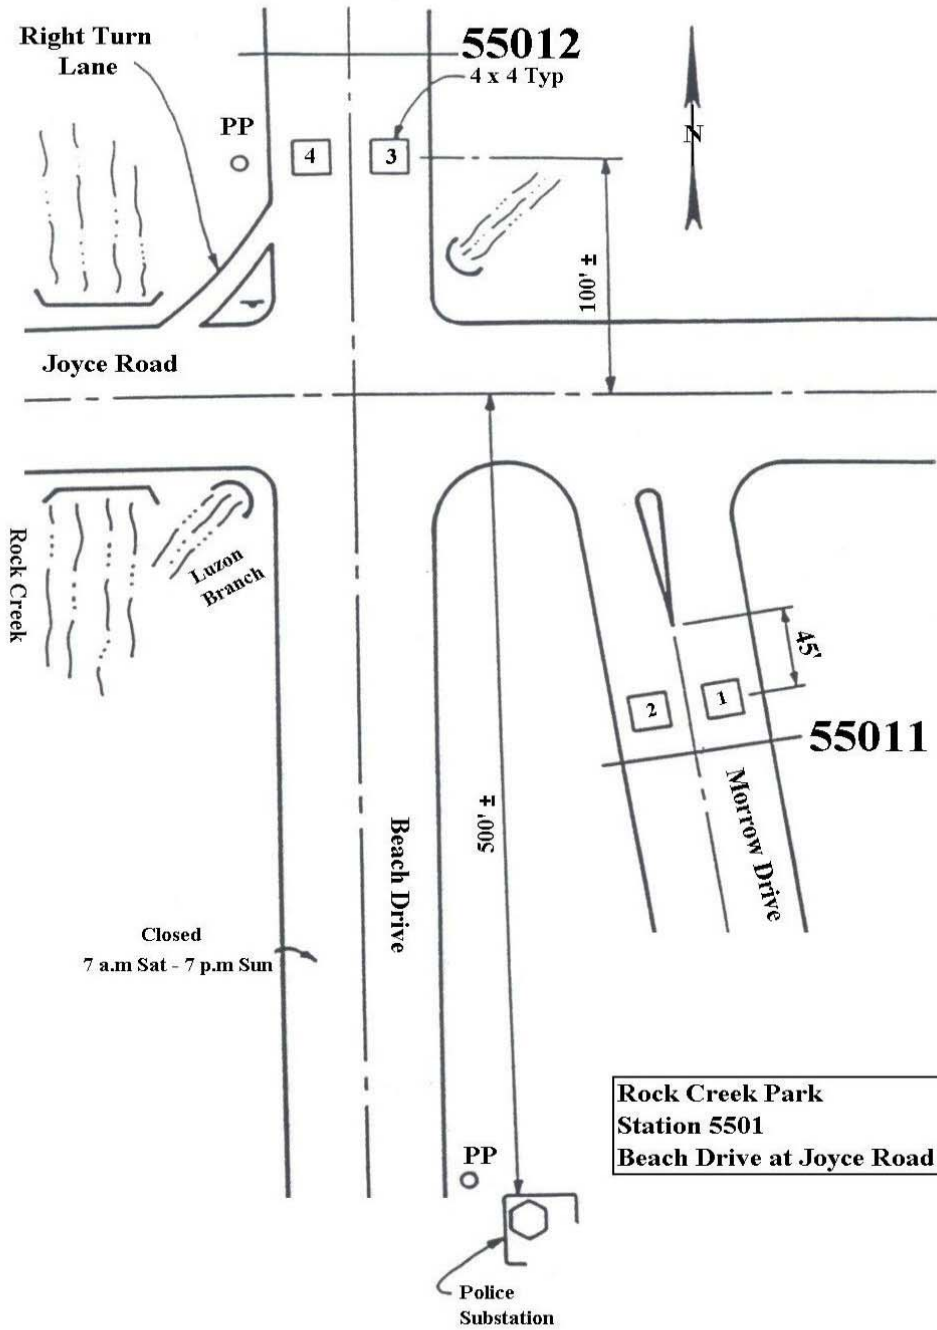 Right Turn
Lane
55012
4 x 4 Typ
PP
4
3
N
100' ±
Joyce Road
Rock Creek
Luzon
Branch
45'
2
1
55011
500' ±
Beach Drive
Morrow Drive
Closed
7 a.m Sat - 7 p.m Sun
Rock Creek Park
Station 5501
Beach Drive at Joyce Road
PP
Police
Substation